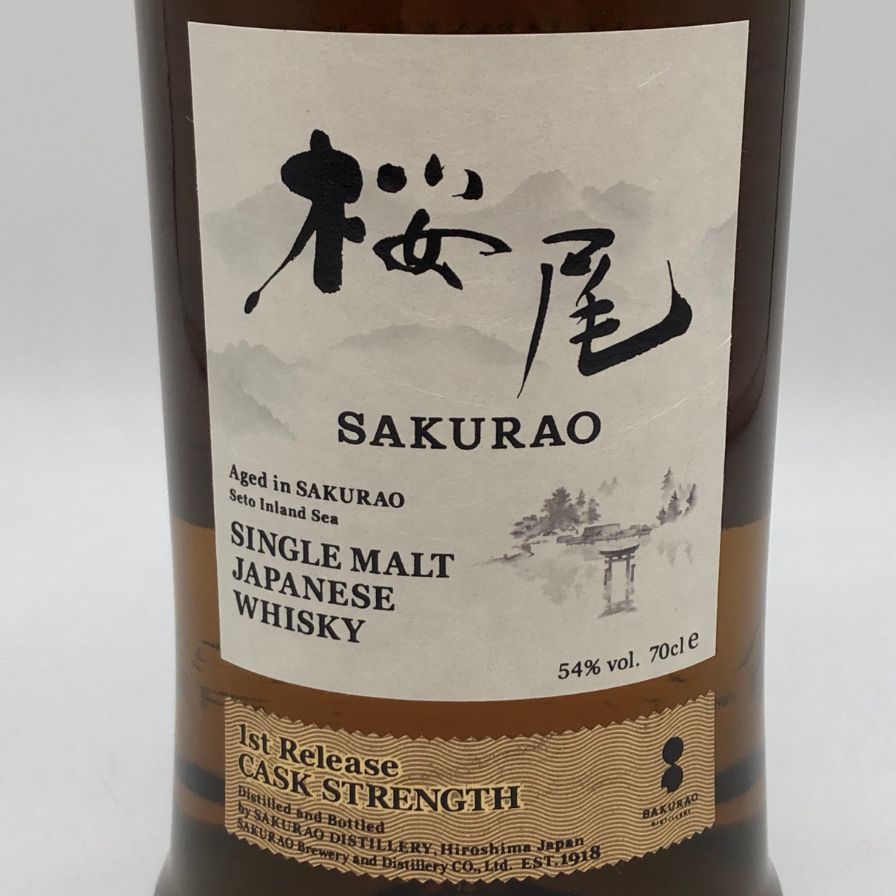 桜尾
SAKURAO
Aged in SAKURAO
Seto Inland Sea
SINGLE MALT
JAPANESE
WHISKY
54% vol. 70cl e
1st Release
CASK STRENGTH
Distilled and Bottled
by SAKURAO DISTILLERY, Hiroshima Japan
SAKURAO Brewery and Distillery CO., Ltd. EST.1918
SAKURAO
DISTILLERY